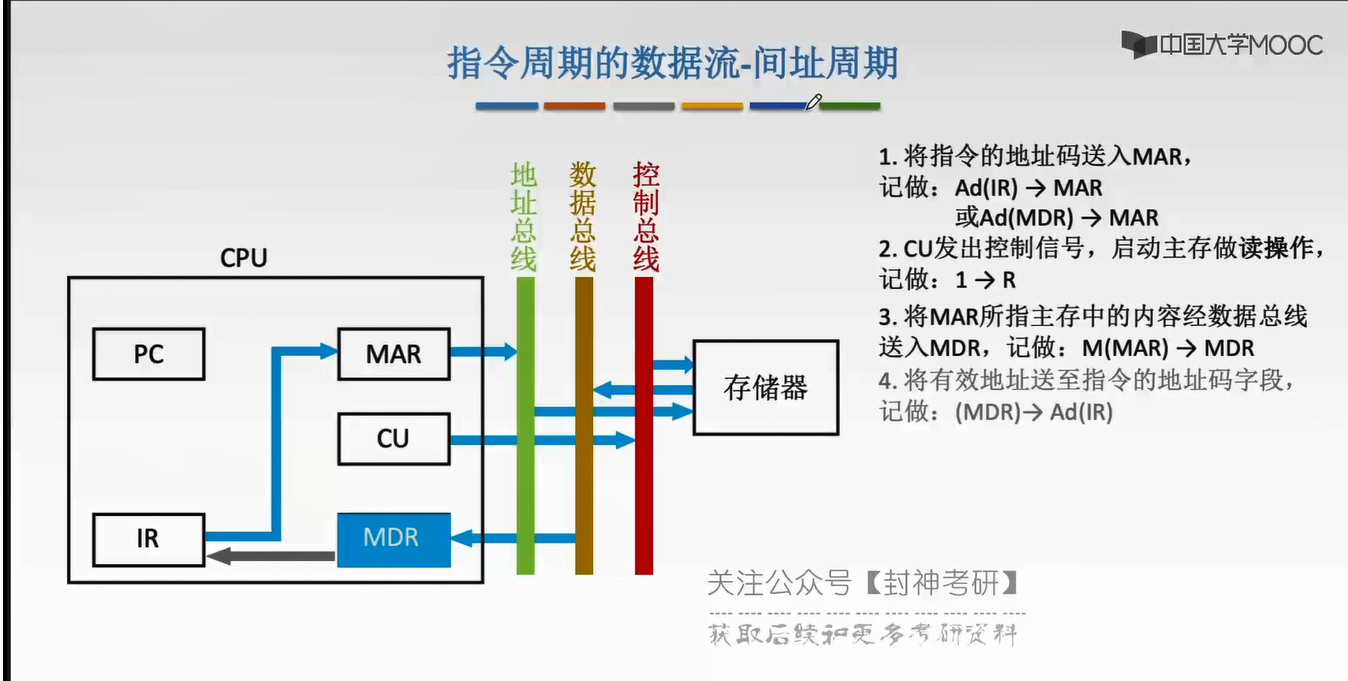 中国大学MOOC
指令周期的数据流-间址周期
地址总线
数据总线
控制总线
CPU
PC
MAR
CU
IR
MDR
存储器
1. 将指令的地址码送入MAR，
记做：Ad(IR) → MAR
或Ad(MDR) → MAR
2. CU发出控制信号，启动主存做读操作，
记做：1 → R
3. 将MAR所指主存中的内容经数据总线
送入MDR，记做：M(MAR) → MDR
4. 将有效地址送至指令的地址码字段，
记做：(MDR)→ Ad(IR)
关注公众号【封神考研】
获取后续和更多考研资料